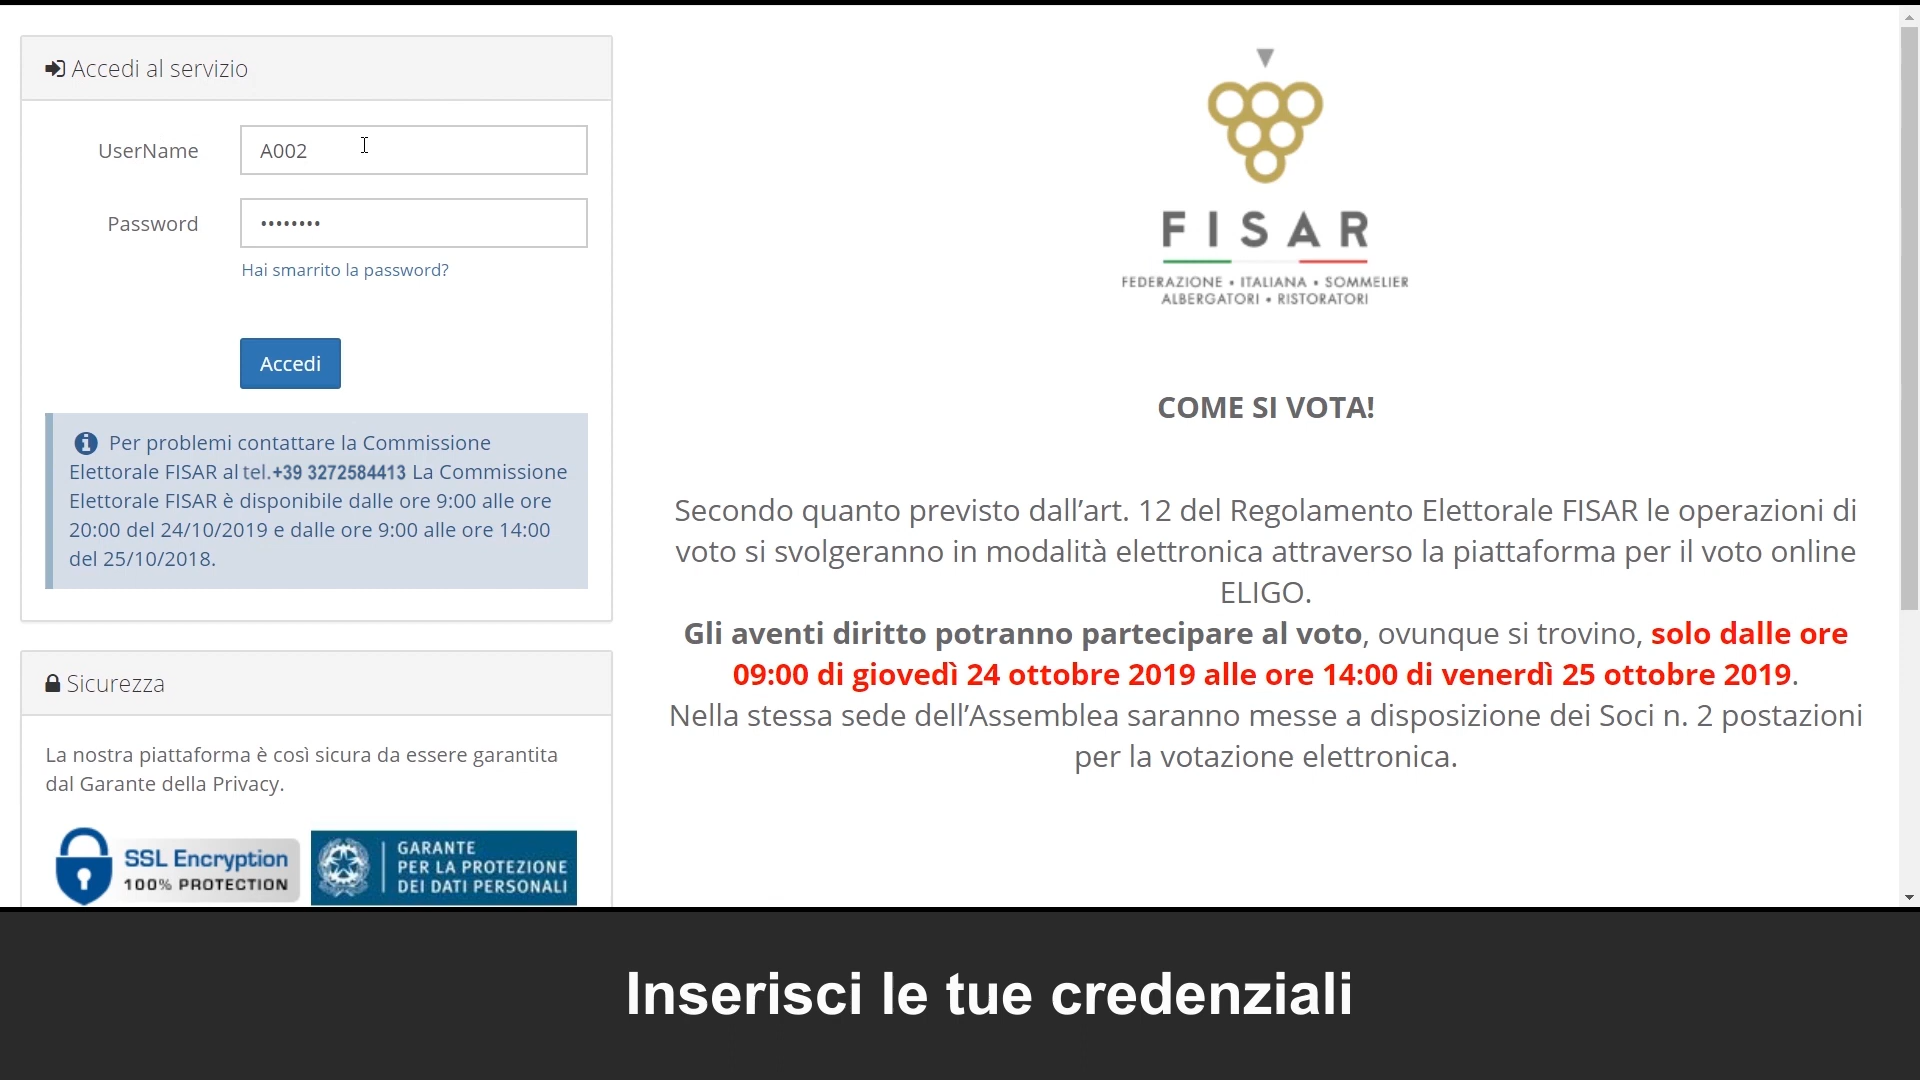 Accedi al servizio
UserName
A002
Password
••••••••
Hai smarrito la password?
Accedi
Per problemi contattare la Commissione
Elettorale FISAR al tel.+39 3272584413 La Commissione
Elettorale FISAR è disponibile dalle ore 9:00 alle ore
20:00 del 24/10/2019 e dalle ore 9:00 alle ore 14:00
del 25/10/2018.
Sicurezza
La nostra piattaforma è così sicura da essere garantita
dal Garante della Privacy.
SSL Encryption
100% PROTECTION
GARANTE
PER LA PROTEZIONE
DEI DATI PERSONALI
FISAR
FEDERAZIONE • ITALIANA • SOMMELIER
ALBERGATORI • RISTORATORI
COME SI VOTA!
Secondo quanto previsto dall’art. 12 del Regolamento Elettorale FISAR le operazioni di
voto si svolgeranno in modalità elettronica attraverso la piattaforma per il voto online
ELIGO.
Gli aventi diritto potranno partecipare al voto, ovunque si trovino, solo dalle ore
09:00 di giovedì 24 ottobre 2019 alle ore 14:00 di venerdì 25 ottobre 2019.
Nella stessa sede dell’Assemblea saranno messe a disposizione dei Soci n. 2 postazioni
per la votazione elettronica.
Inserisci le tue credenziali